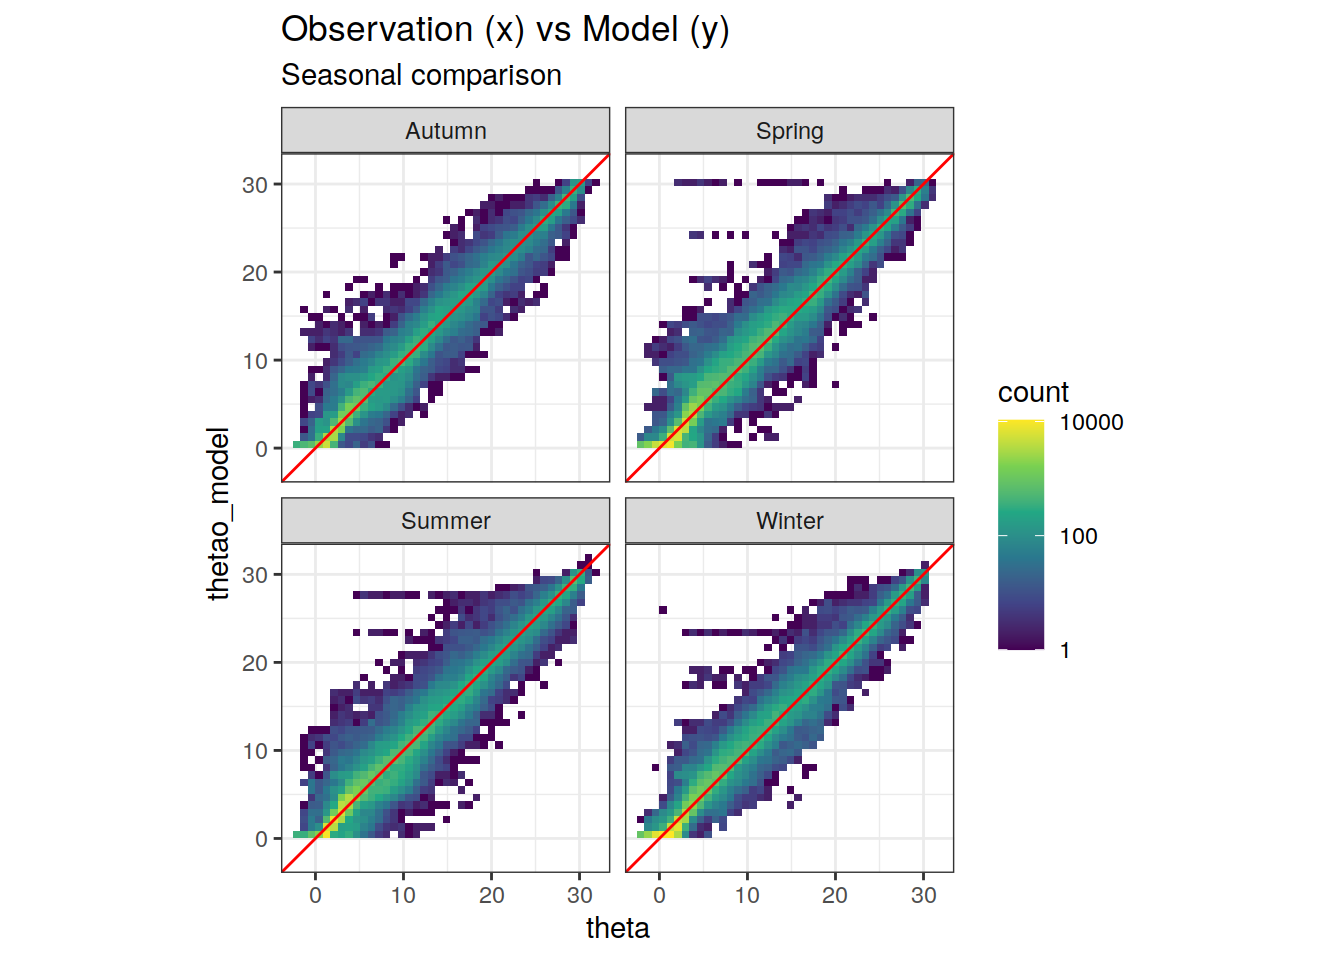 Observation (x) vs Model (y)
Seasonal comparison
Autumn
Spring
30
20
10
0
thetao_model
Summer
Winter
30
20
10
0
0
10
20
30
0
10
20
30
theta
count
10000
100
1